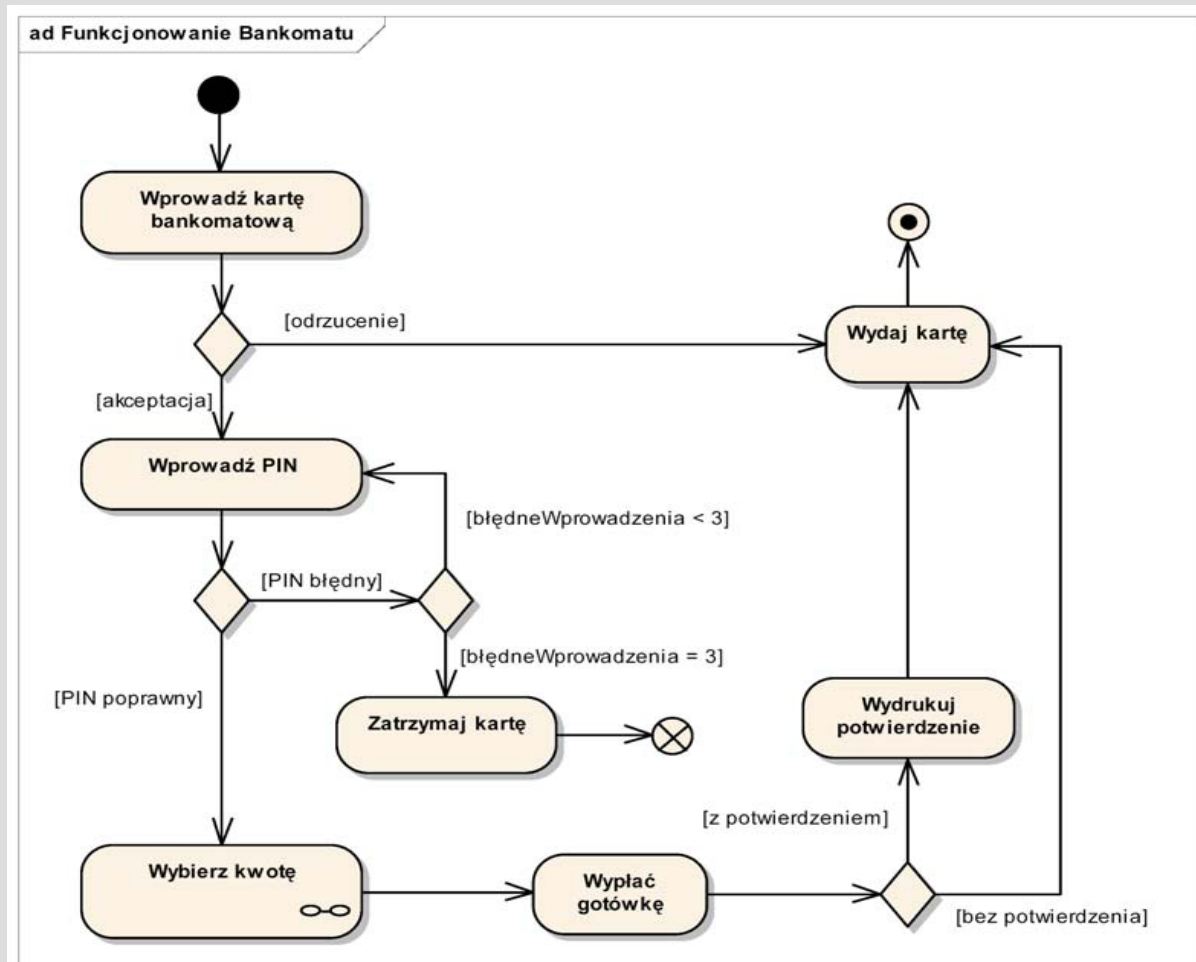 ad Funkcjonowanie Bankomatu
Wprowadź kartę
bankomatową
[odrzucenie]
Wydaj kartę
[akceptacja]
Wprowadź PIN
[błędneWprowadzenia < 3]
[PIN błędny]
[błędneWprowadzenia = 3]
[PIN poprawny]
Zatrzymaj kartę
Wydrukuj
potwierdzenie
[z potwierdzeniem]
Wybierz kwotę
Wypłać
gotówkę
[bez potwierdzenia]